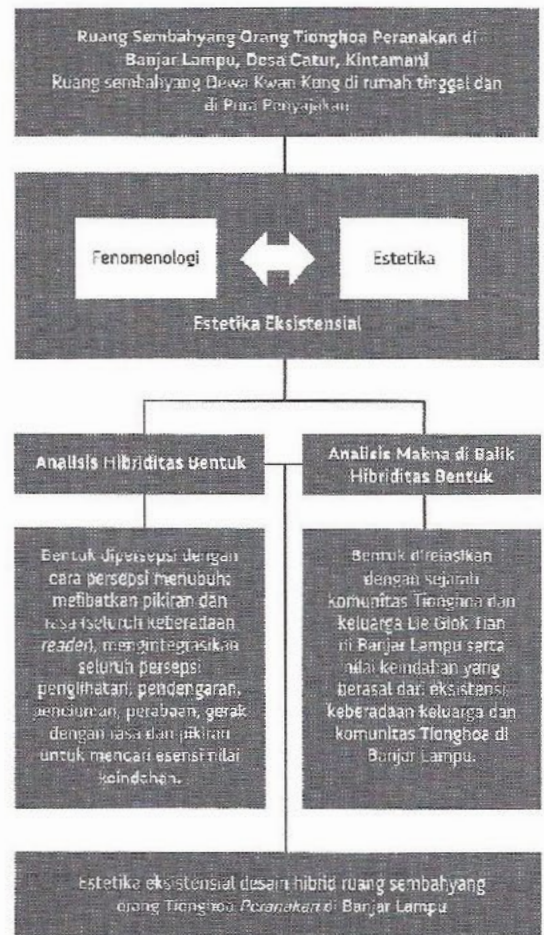 Ruang Sembahyang Orang Tionghoa Peranakan di
Banjar Lampu, Desa Catur, Kintamani
Ruang sembahyang Dewa Kwan Kong di rumah tinggal dan
di Pura Penyajakan
Fenomenologi
Estetika
Estetika Eksistensial
Analisis Hibriditas Bentuk
Analisis Makna di Balik
Hibriditas Bentuk
Bentuk dipersepsi dengan
cara persepsi menubuh:
melibatkan pikiran dan
rasa (seluruh keberadaan
reader), mengintegrasikan
seluruh persepsi
penglihatan, pendengaran,
penciuman, perabaan, gerak
dengan rasa dan pikiran
untuk mencari esensi nilai
keindahan.
Bentuk direlasikan
dengan sejarah
komunitas Tionghoa dan
keluarga Lie Giok Tian
di Banjar Lampu serta
nilai keindahan yang
berasal dari eksistensi
keberadaan keluarga dan
komunitas Tionghoa di
Banjar Lampu.
Estetika eksistensial desain hibrid ruang sembahyang
orang Tionghoa Peranakan di Banjar Lampu